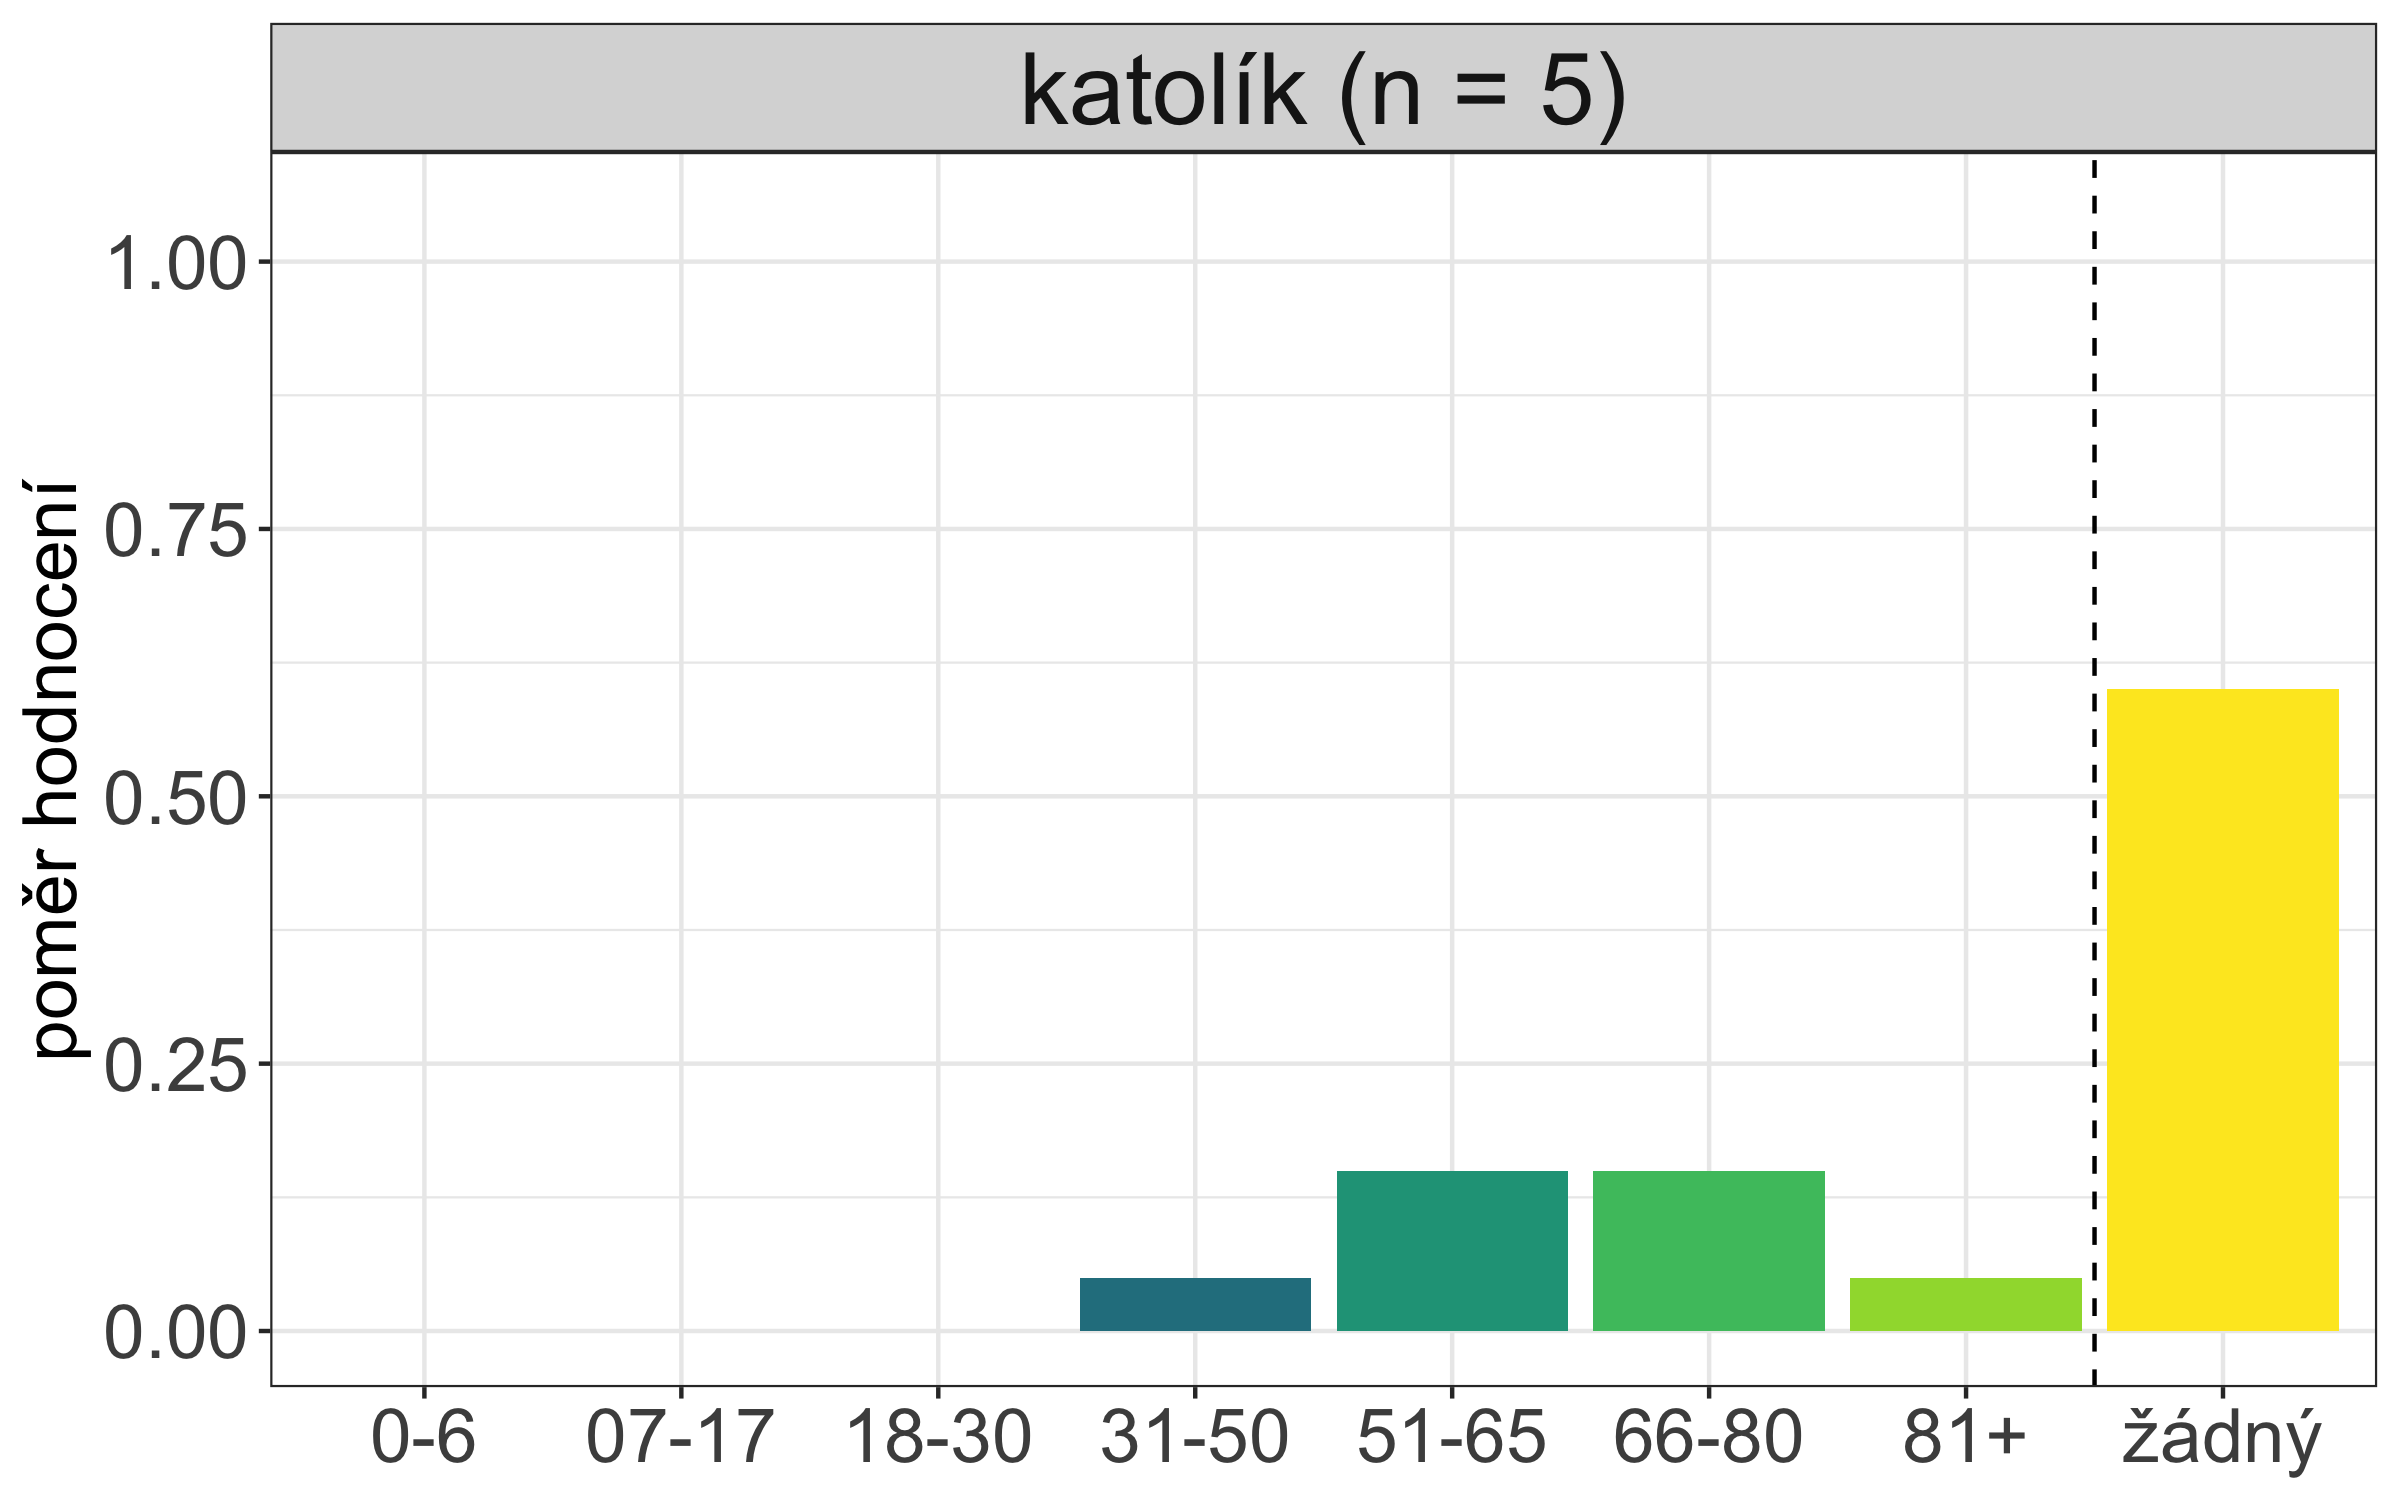 katolík (n = 5)
poměr hodnocení
1.00
0.75
0.50
0.25
0.00
0-6 07-17 18-30 31-50 51-65 66-80 81+ žádný